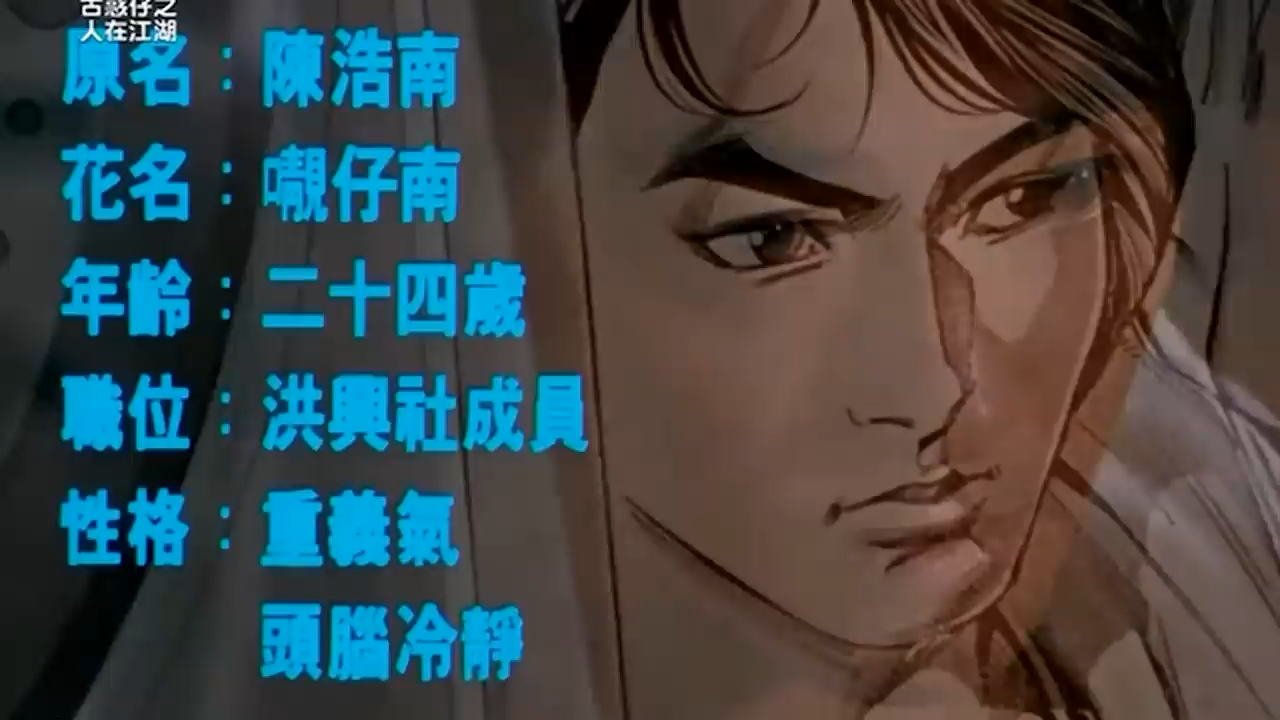 古惑仔之
人在江湖
原名：陳浩南
花名：嚫仔南
年齡：二十四歲
職位：洪興社成員
性格：重義氣
頭腦冷靜